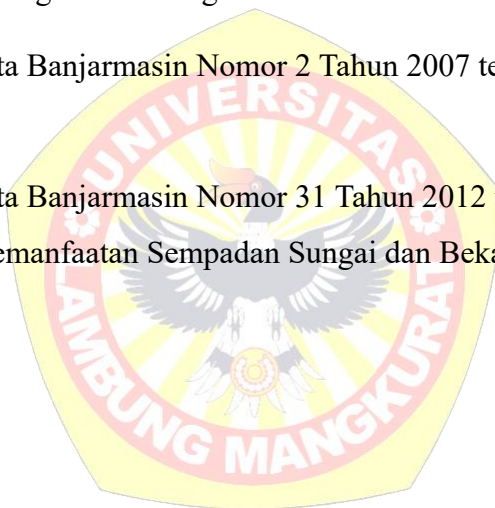 ta Banjarmasin Nomor 2 Tahun 2007 te
ta Banjarmasin Nomor 31 Tahun 2012
emanfaatan Sempadan Sungai dan Beka
UNIVERSITAS
LAMBUNG MANGKURAT